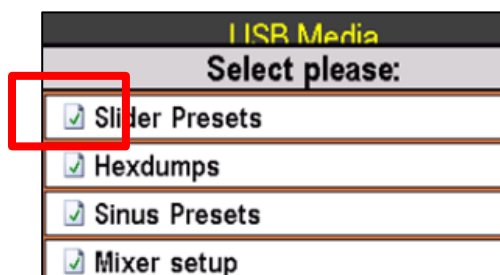 USB Media
Select please:
Slider Presets
Hexdumps
Sinus Presets
Mixer setup